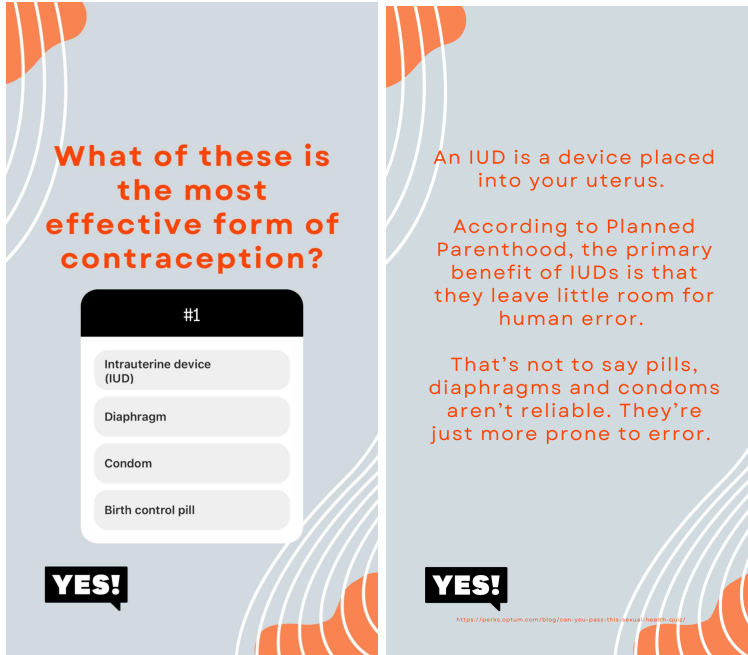 What of these is
the most
effective form of
contraception?
#1
Intrauterine device
(IUD)
Diaphragm
Condom
Birth control pill
YES!
An IUD is a device placed
into your uterus.
According to Planned
Parenthood, the primary
benefit of IUDs is that
they leave little room for
human error.
That's not to say pills,
diaphragms and condoms
aren't reliable. They're
just more prone to error.
YES!
https://perks.optum.com/blog/can-you-pass-this-sexual-health-quiz/